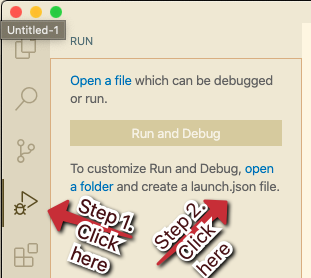 Untitled-1
RUN
Open a file which can be debugged
or run.
Run and Debug
To customize Run and Debug, open
a folder and create a launch.json file.
Step 1.
Click
here
Step 2.
Click
here